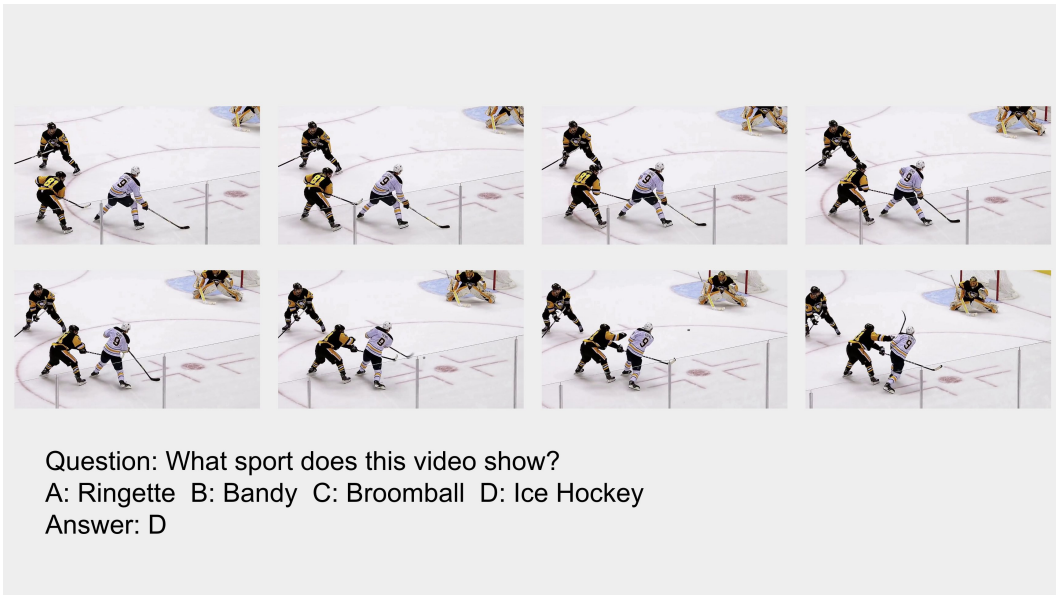 Question: What sport does this video show?
A: Ringette  B: Bandy  C: Broomball  D: Ice Hockey
Answer: D